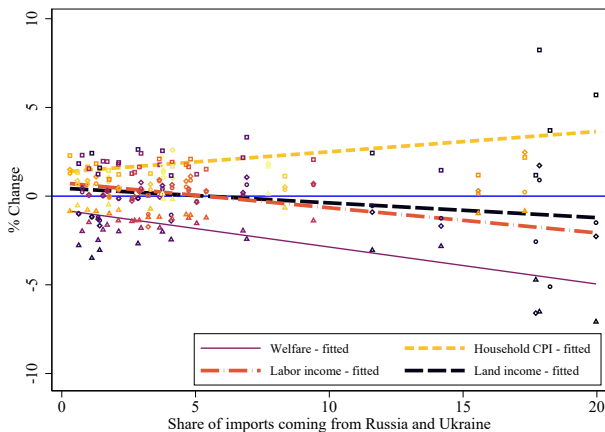 10
5
0
-5
-10
% Change
Welfare - fitted
Household CPI - fitted
Labor income - fitted
Land income - fitted
0
5
10
15
20
Share of imports coming from Russia and Ukraine